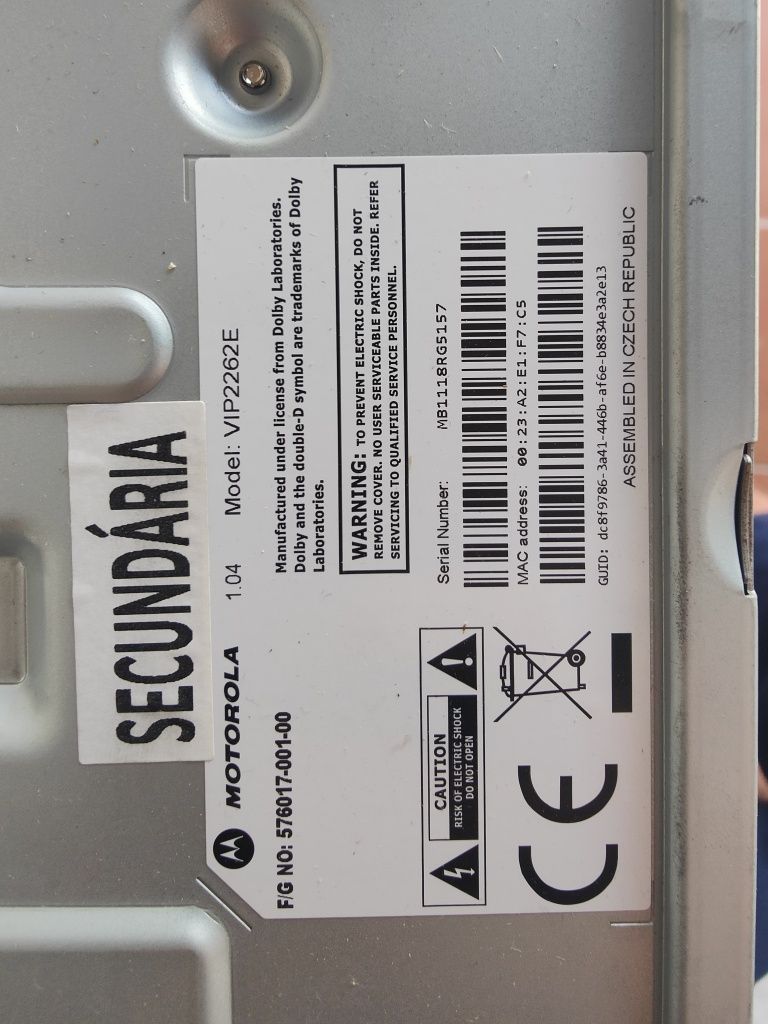 SECUNDÁRIA
MOTOROLA 1.04 Model: VIP2262E
F/G NO: 576017-001-00
Manufactured under license from Dolby Laboratories.
Dolby and the double-D symbol are trademarks of Dolby
Laboratories.
WARNING: TO PREVENT ELECTRIC SHOCK, DO NOT
REMOVE COVER. NO USER SERVICEABLE PARTS INSIDE. REFER
SERVICING TO QUALIFIED SERVICE PERSONNEL.
CAUTION
RISK OF ELECTRIC SHOCK
DO NOT OPEN
Serial Number: MB1118RG5157
MAC address: 00:23:A2:E1:F7:C5
CE
GUID: dc8f9786-3a41-446b-af6e-b8834e3a2e13
ASSEMBLED IN CZECH REPUBLIC